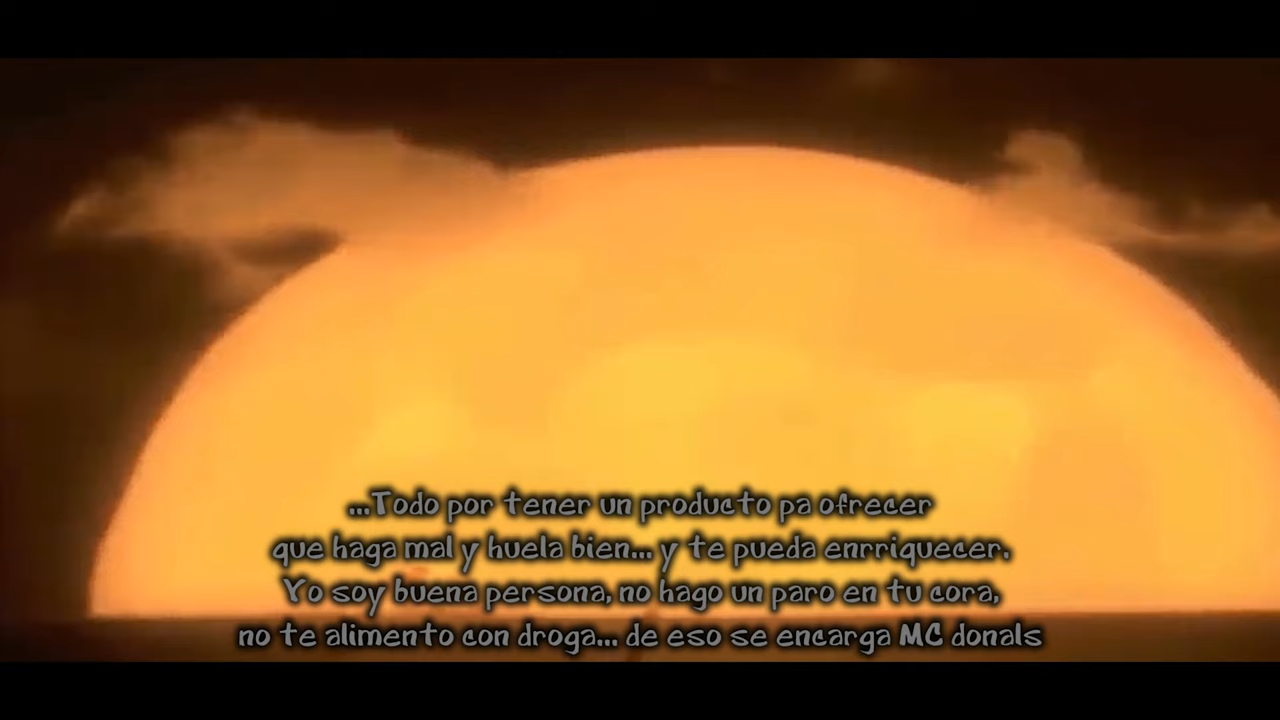 ...Todo por tener un producto pa ofrecer
que haga mal y huela bien... y te pueda enrriquecer.
Yo soy buena persona, no hago un paro en tu cora,
no te alimento con droga... de eso se encarga MC donals